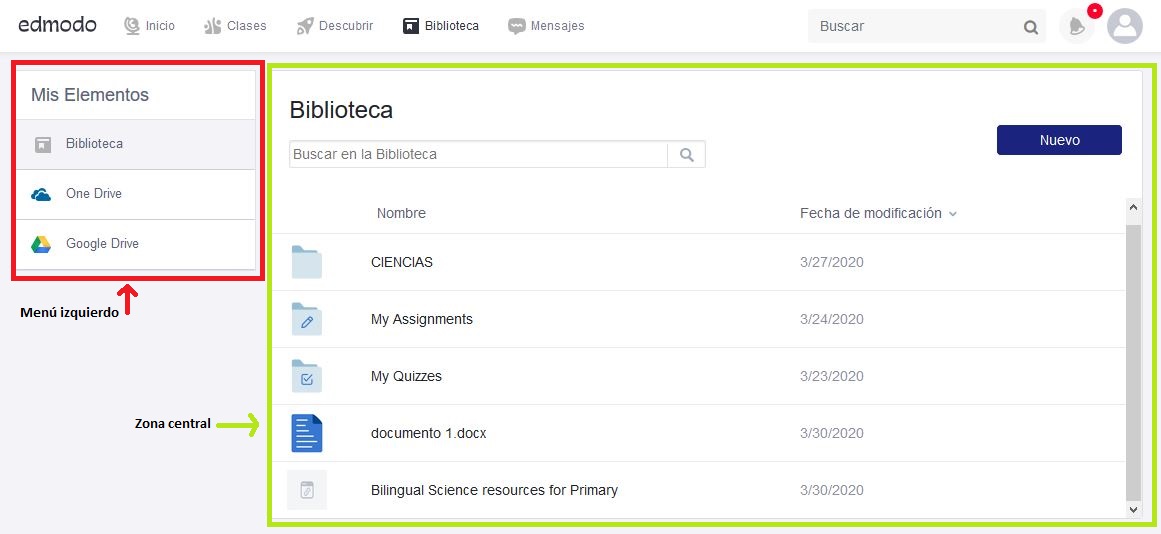 edmodo Inicio Clases Descubrir Biblioteca Mensajes Buscar
Mis Elementos
Biblioteca
One Drive
Google Drive
Menú izquierdo
Zona central
Biblioteca
Buscar en la Biblioteca
Nuevo
Nombre Fecha de modificación
CIENCIAS 3/27/2020
My Assignments 3/24/2020
My Quizzes 3/23/2020
documento 1.docx 3/30/2020
Bilingual Science resources for Primary 3/30/2020